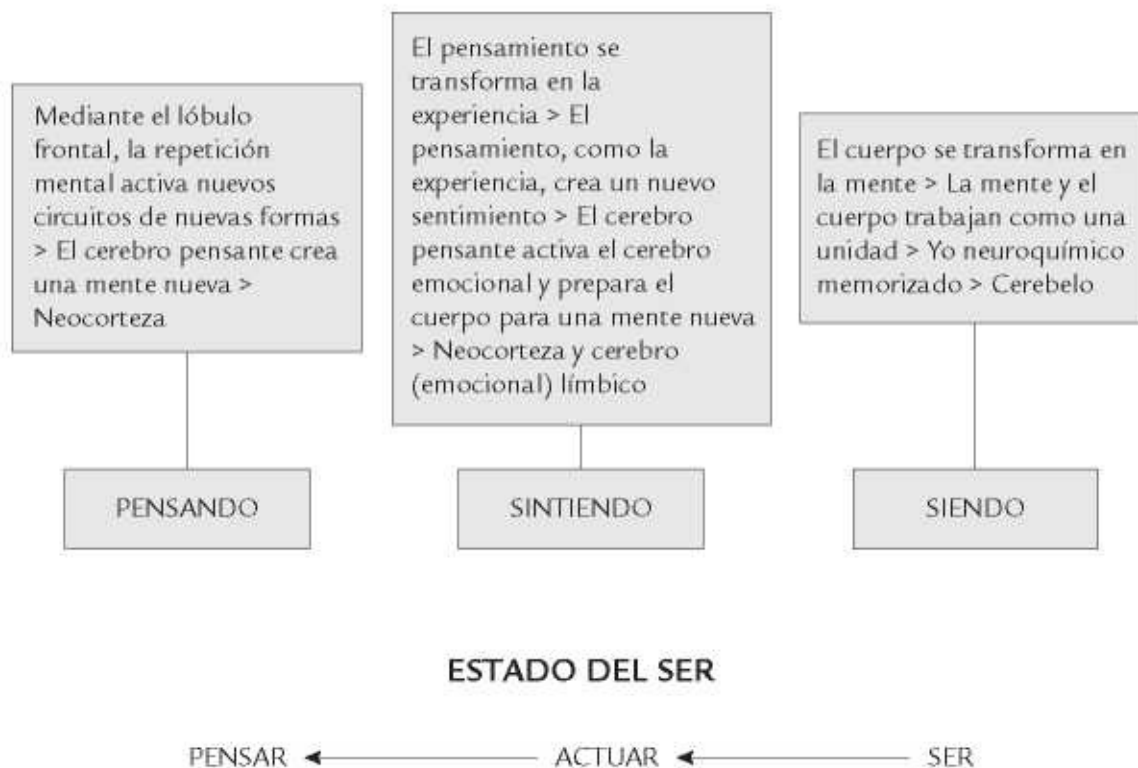 Mediante el lóbulo
frontal, la repetición
mental activa nuevos
circuitos de nuevas formas
> El cerebro pensante crea
una mente nueva >
Neocorteza
El pensamiento se
transforma en la
experiencia > El
pensamiento, como la
experiencia, crea un nuevo
sentimiento > El cerebro
pensante activa el cerebro
emocional y prepara el
cuerpo para una mente nueva
> Neocorteza y cerebro
(emocional) límbico
El cuerpo se transforma en
la mente > La mente y el
cuerpo trabajan como una
unidad > Yo neuroquímico
memorizado > Cerebelo
PENSANDO
SINTIENDO
SIENDO
ESTADO DEL SER
PENSAR ACTUAR SER